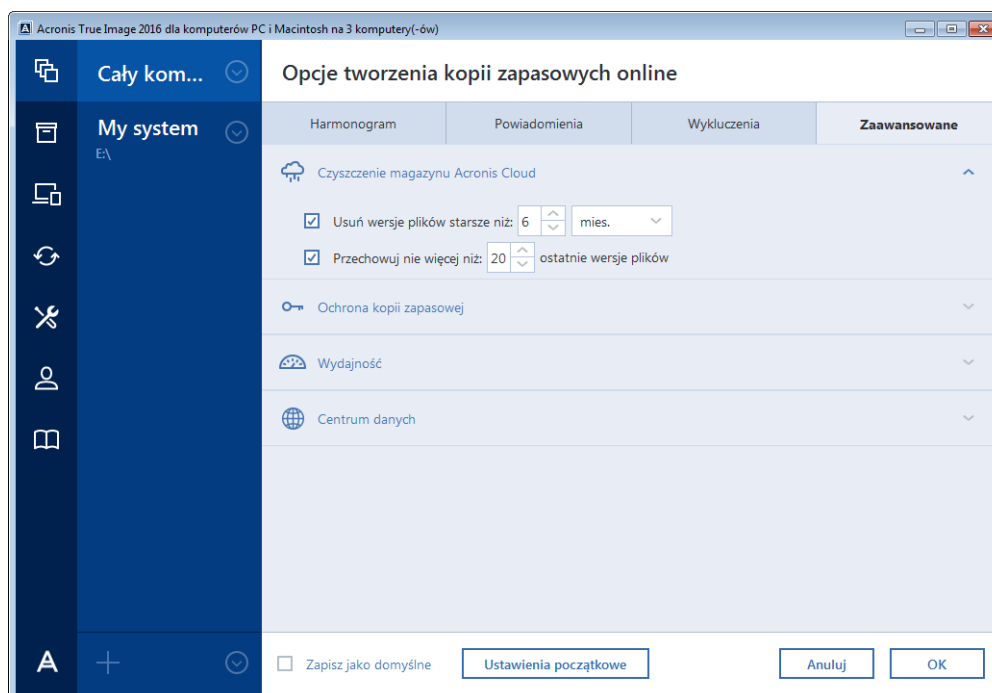 Acronis True Image 2016 dla komputerów PC i Macintosh na 3 komputery(-ów)
Cały kom...
My system
E:\
Opcje tworzenia kopii zapasowych online
Harmonogram
Powiadomienia
Wykluczenia
Zaawansowane
Czyszczenie magazynu Acronis Cloud
Usuń wersje plików starsze niż: 6 mies.
Przechowuj nie więcej niż: 20 ostatnie wersje plików
Ochrona kopii zapasowej
Wydajność
Centrum danych
Zapisz jako domyślne
Ustawienia początkowe
Anuluj
OK